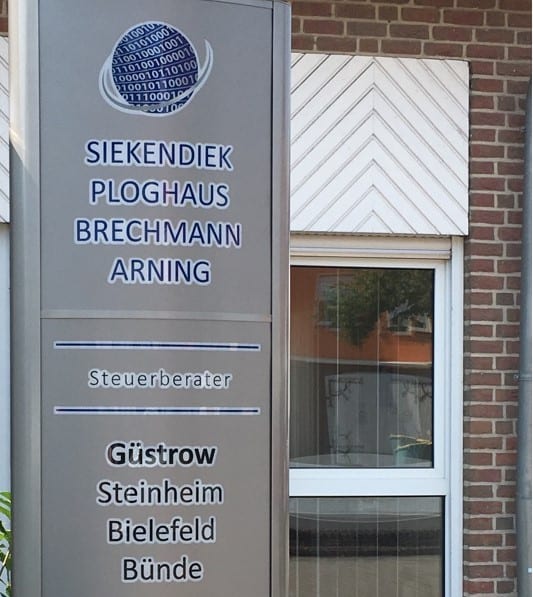 SIEKENDIEK
PLOGHAUS
BRECHMANN
ARNING
Steuerberater
Güstrow
Steinheim
Bielefeld
Bünde